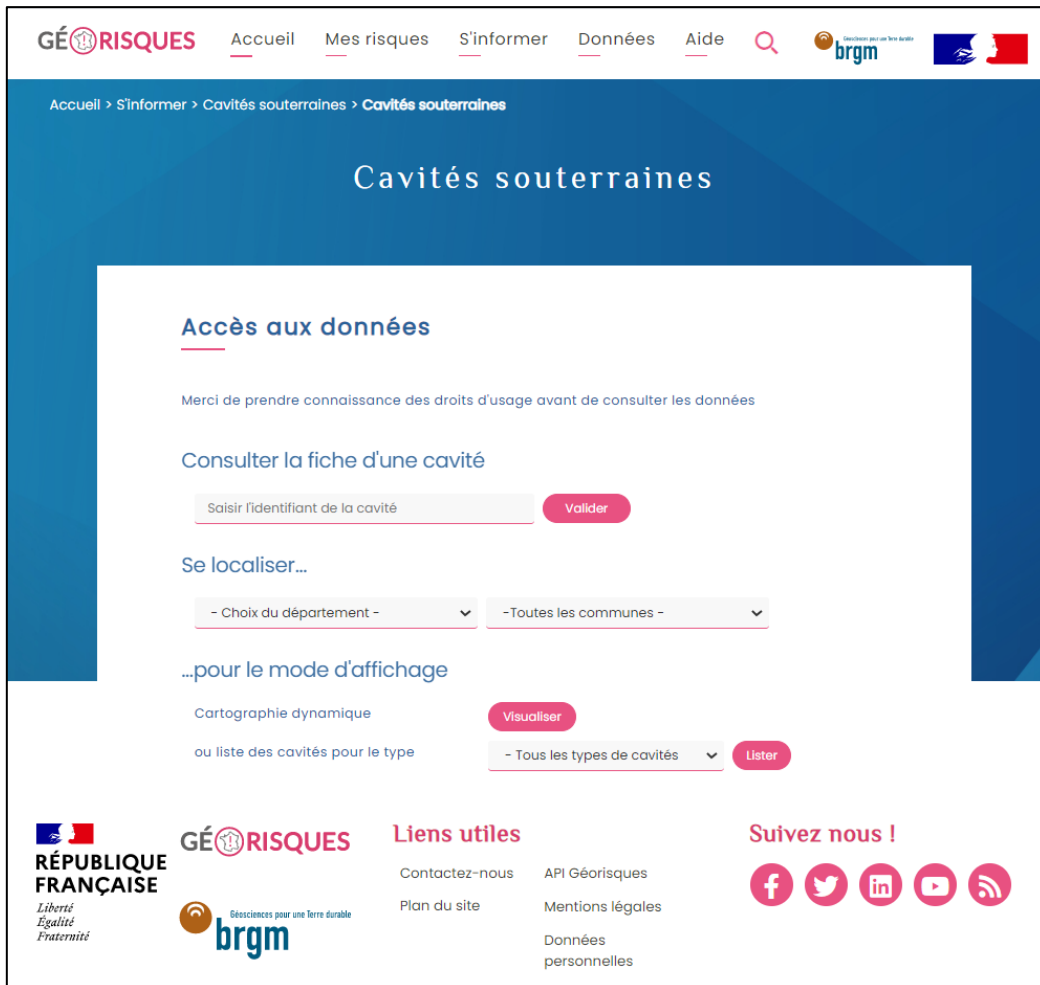 GÉORISQUES Accueil Mes risques S'informer Données Aide
Géosciences pour une Terre durable
brgm
Accueil > S'informer > Cavités souterraines > Cavités souterraines
Cavités souterraines
Accès aux données
Merci de prendre connaissance des droits d'usage avant de consulter les données
Consulter la fiche d'une cavité
Saisir l'identifiant de la cavité Valider
Se localiser...
- Choix du département - -Toutes les communes -
...pour le mode d'affichage
Cartographie dynamique Visualiser
ou liste des cavités pour le type - Tous les types de cavités Lister
RÉPUBLIQUE
FRANÇAISE
Liberté
Égalité
Fraternité
GÉORISQUES
Géosciences pour une Terre durable
brgm
Liens utiles
Contactez-nous API Géorisques
Plan du site Mentions légales
Données
personnelles
Suivez nous !